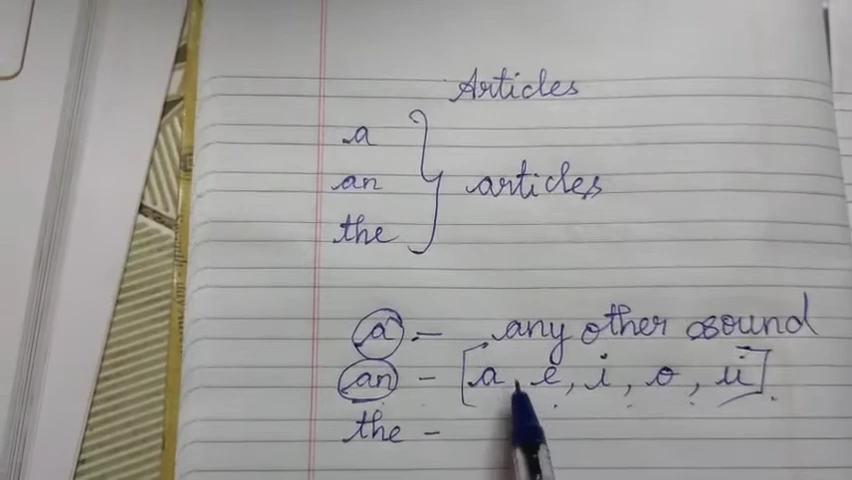 Articles
a
an
articles
the
a - any other sound
an - [a, e, i, o, u]
the -